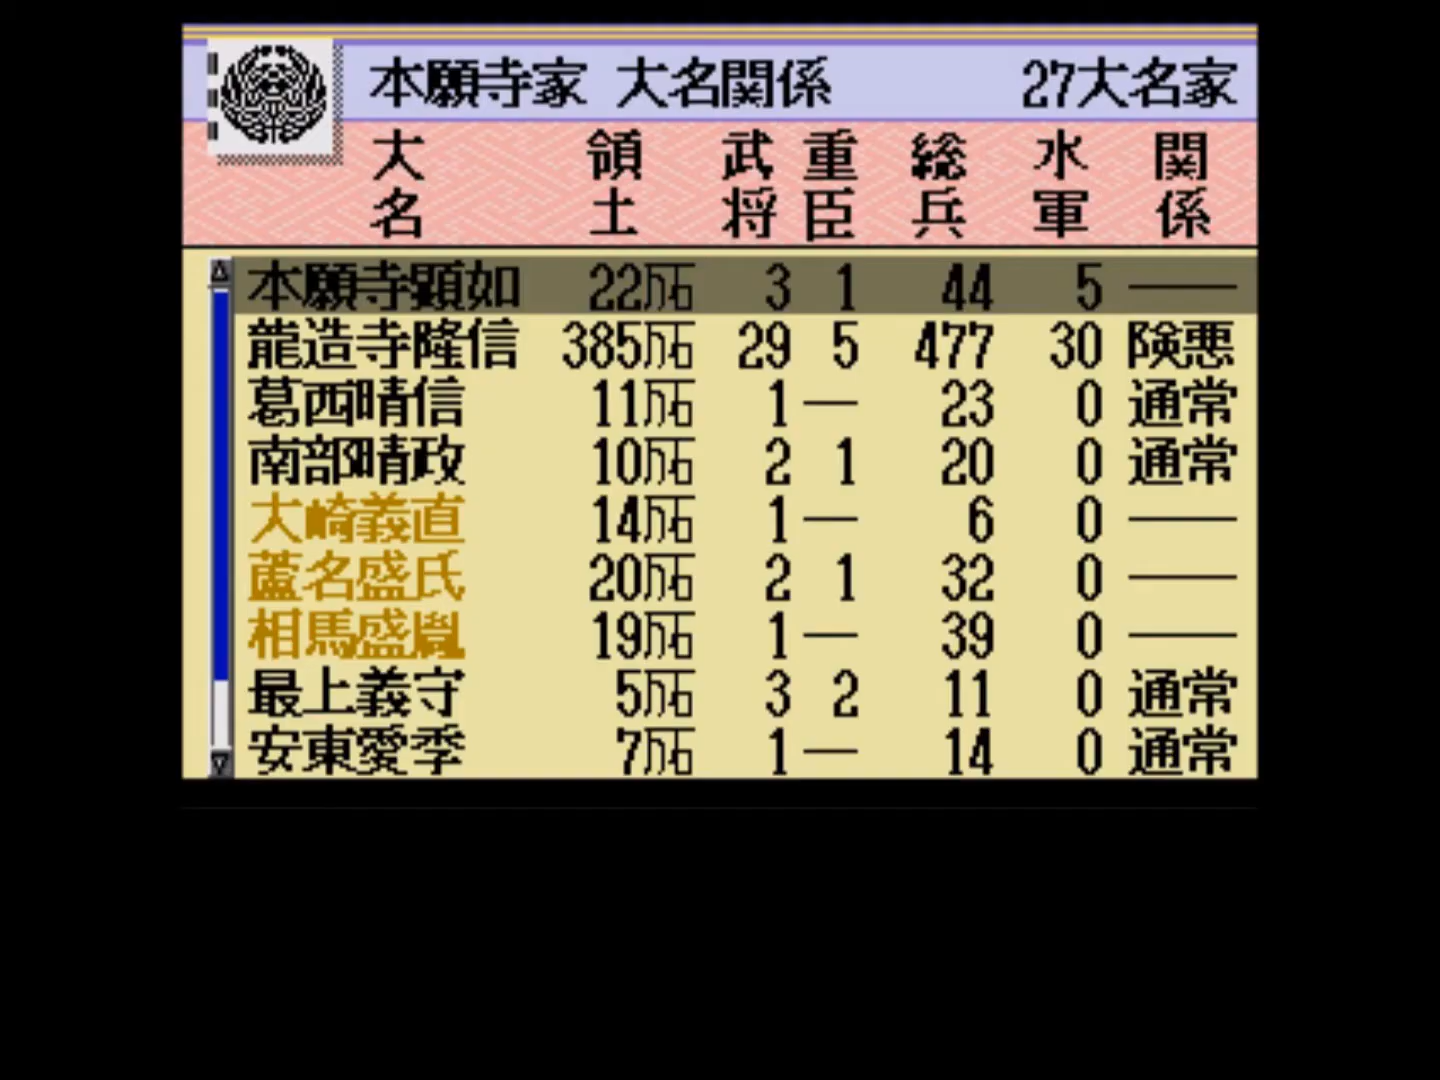 本願寺家 大名関係 27大名家
大名 領土 武将 重臣 総兵 水軍 関係
本願寺顕如 22万石 3 1 44 5 ――
龍造寺隆信 385万石 29 5 477 30 険悪
葛西晴信 11万石 1 ― 23 0 通常
南部晴政 10万石 2 1 20 0 通常
大崎義直 14万石 1 ― 6 0 ――
蘆名盛氏 20万石 2 1 32 0 ――
相馬盛胤 19万石 1 ― 39 0 ――
最上義守 5万石 3 2 11 0 通常
安東愛季 7万石 1 ― 14 0 通常